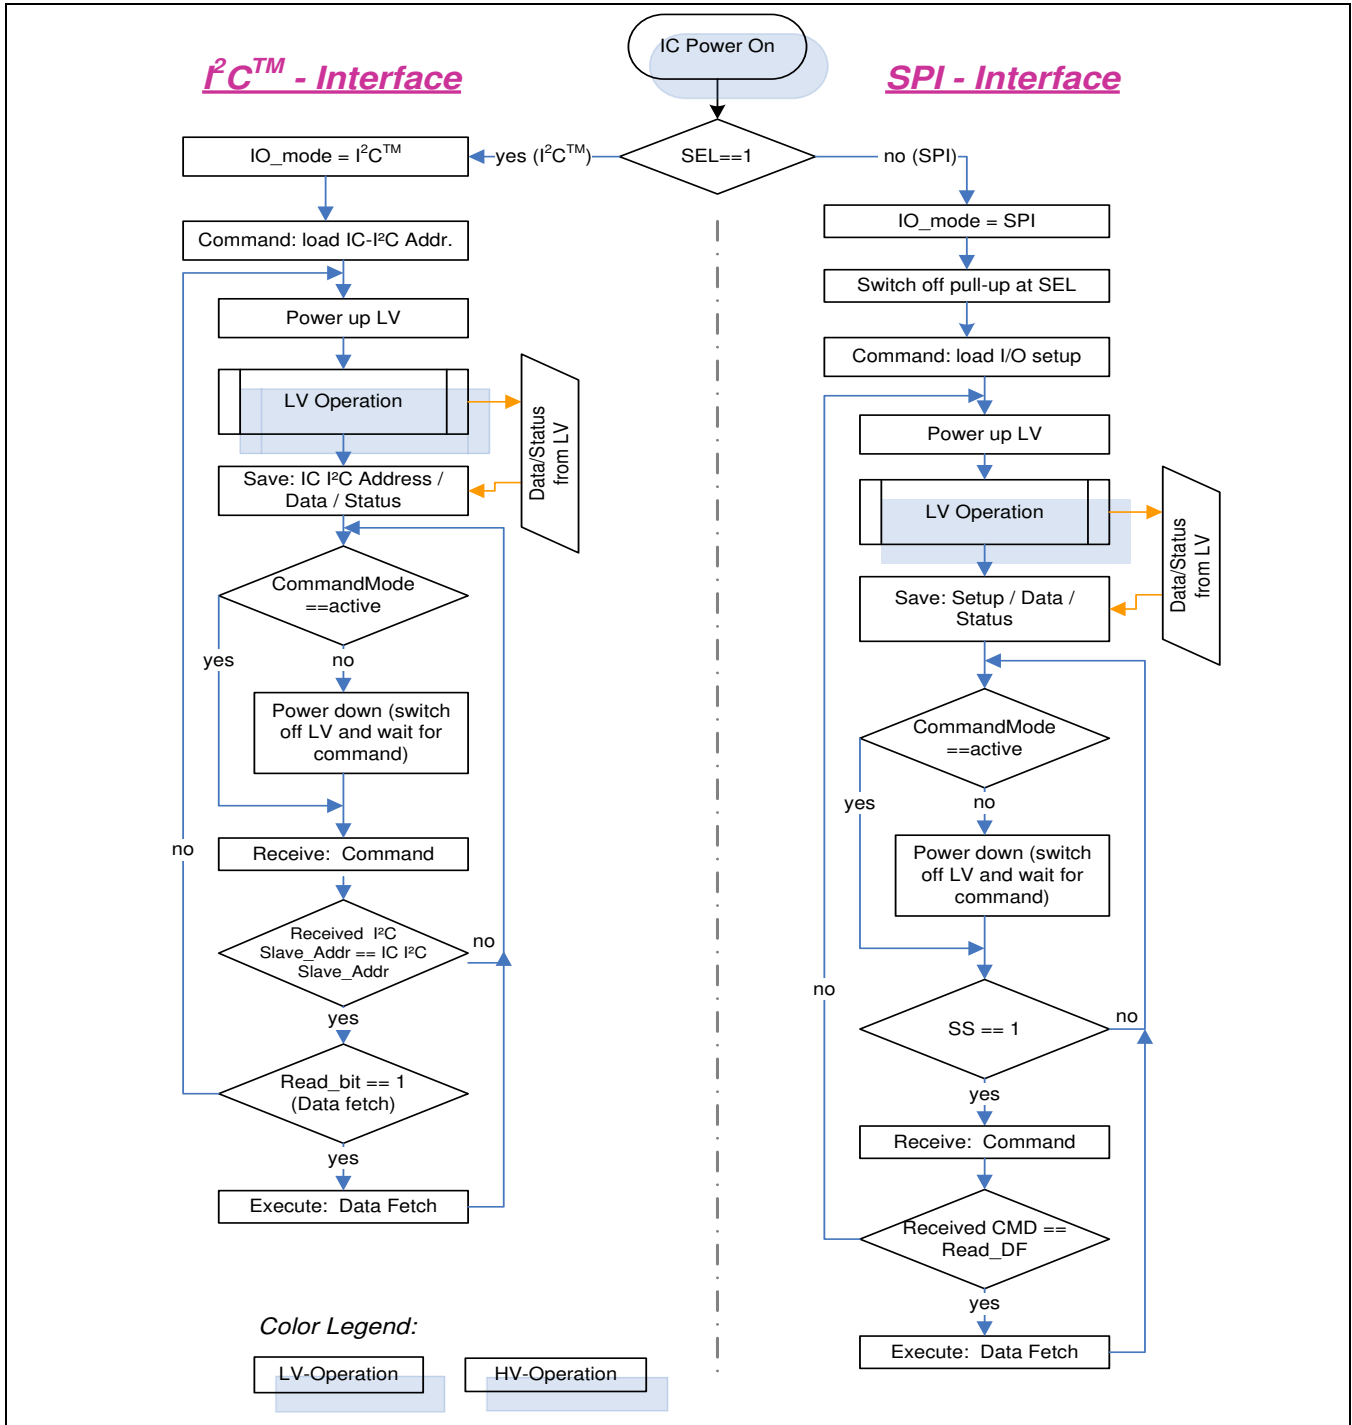 IC Power On
I²C™ - Interface
SPI - Interface
SEL==1
yes (I²C™)
no (SPI)
IO_mode = I²C™
Command: load IC-I²C Addr.
Power up LV
LV Operation
Data/Status
from LV
Save: IC I²C Address /
Data / Status
CommandMode
==active
yes
no
Power down (switch
off LV and wait for
command)
no
Receive:  Command
Received  I²C
Slave_Addr == IC I²C
Slave_Addr
no
yes
Read_bit == 1
(Data fetch)
yes
Execute:  Data Fetch
IO_mode = SPI
Switch off pull-up at SEL
Command: load I/O setup
Power up LV
LV Operation
Data/Status
from LV
Save: Setup / Data /
Status
CommandMode
==active
yes
no
Power down (switch
off LV and wait for
command)
no
SS == 1
no
yes
Receive:  Command
Received CMD ==
Read_DF
yes
Execute:  Data Fetch
Color Legend:
LV-Operation
HV-Operation